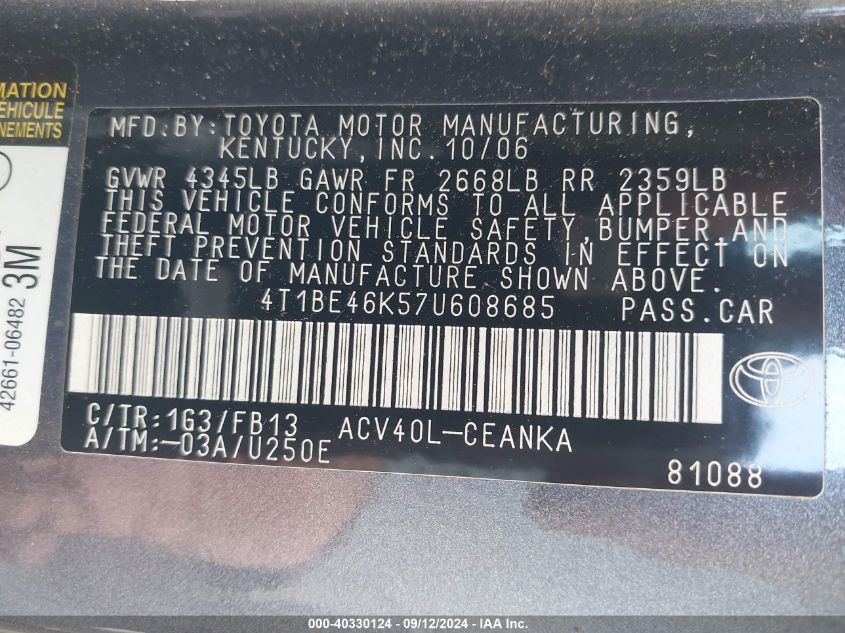 MATION
EHICULE
NEMENTS
MFD.BY:TOYOTA MOTOR MANUFACTURING,
KENTUCKY,INC.10/06
GVWR 4345LB GAWR FR 2668LB RR 2359LB
THIS VEHICLE CONFORMS TO ALL APPLICABLE
FEDERAL MOTOR VEHICLE SAFETY,BUMPER,AND
THEFT PREVENTION STANDARDS IN EFFECT ON
THE DATE OF MANUFACTURE SHOWN ABOVE.
4T1BE46K57U608685 PASS.CAR
C/TR:1G3/FB13 ACV40L-CEANKA
A/TM:-03A/U250E
81088
42661-06482 3M
000-40330124 - 09/12/2024 - IAAI.com